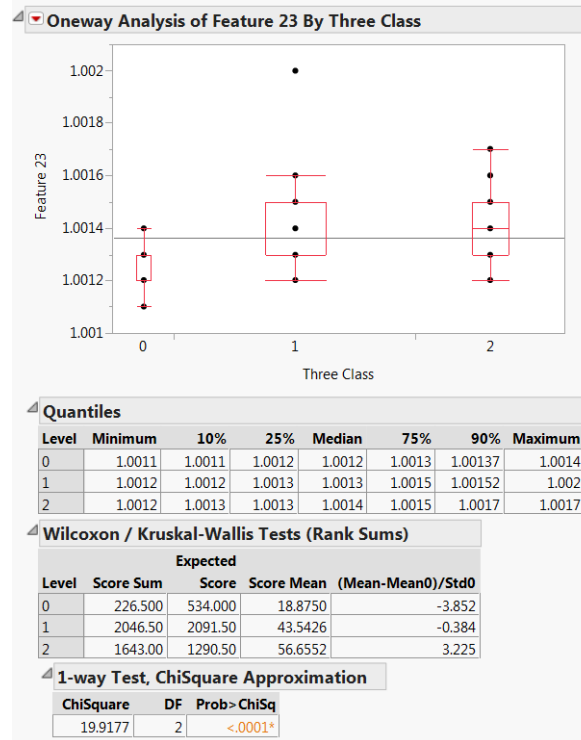 Oneway Analysis of Feature 23 By Three Class
1.002
1.0018
1.0016
1.0014
1.0012
1.001
Feature 23
0 1 2
Three Class
Quantiles
Level Minimum 10% 25% Median 75% 90% Maximum
0 1.0011 1.0011 1.0012 1.0012 1.0013 1.00137 1.0014
1 1.0012 1.0012 1.0013 1.0013 1.0015 1.00152 1.002
2 1.0012 1.0013 1.0013 1.0014 1.0015 1.0017 1.0017
Wilcoxon / Kruskal-Wallis Tests (Rank Sums)
Expected
Level Score Sum Score Score Mean (Mean-Mean0)/Std0
0 226.500 534.000 18.8750 -3.852
1 2046.50 2091.50 43.5426 -0.384
2 1643.00 1290.50 56.6552 3.225
1-way Test, ChiSquare Approximation
ChiSquare DF Prob>ChiSq
19.9177 2 <.0001*